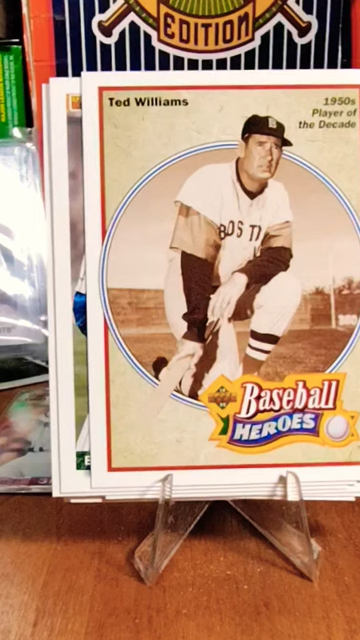 EDITION
Ted Williams
1950s
Player of
the Decade
BOSTON
Baseball
HEROES